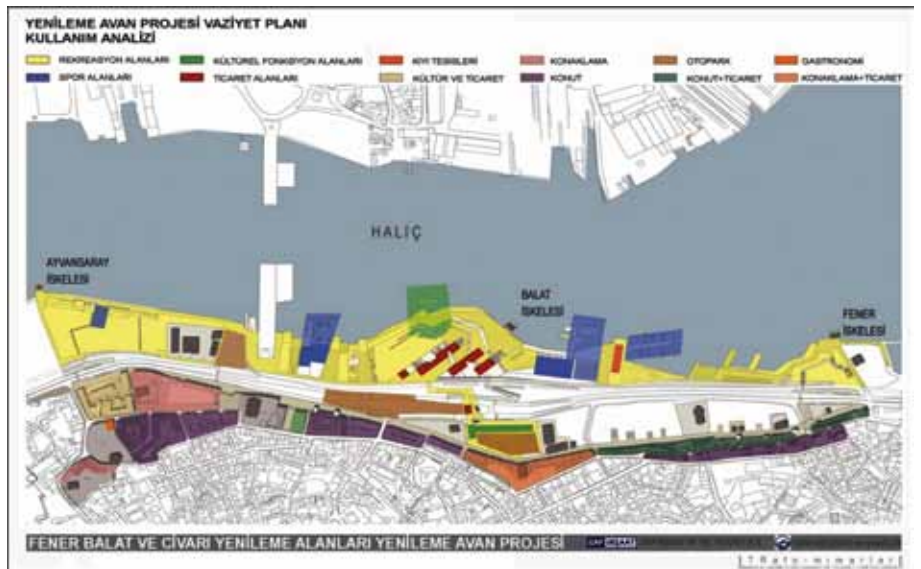 YENİLEME AVAN PROJESİ VAZİYET PLANI
KULLANIM ANALİZİ
REKREASYON ALANLARI
KÜLTÜREL FONKSİYON ALANLARI
KIYI TESİSLERİ
KONAKLAMA
OTOPARK
GASTRONOMİ
SPOR ALANLARI
TİCARET ALANLARI
KÜLTÜR VE TİCARET
KONUT
KONUT+TİCARET
KONAKLAMA+TİCARET
HALİÇ
AYVANSARAY
İSKELESİ
BALAT
İSKELESİ
FENER
İSKELESİ
FENER BALAT VE CİVARI YENİLEME ALANLARI YENİLEME AVAN PROJESİ